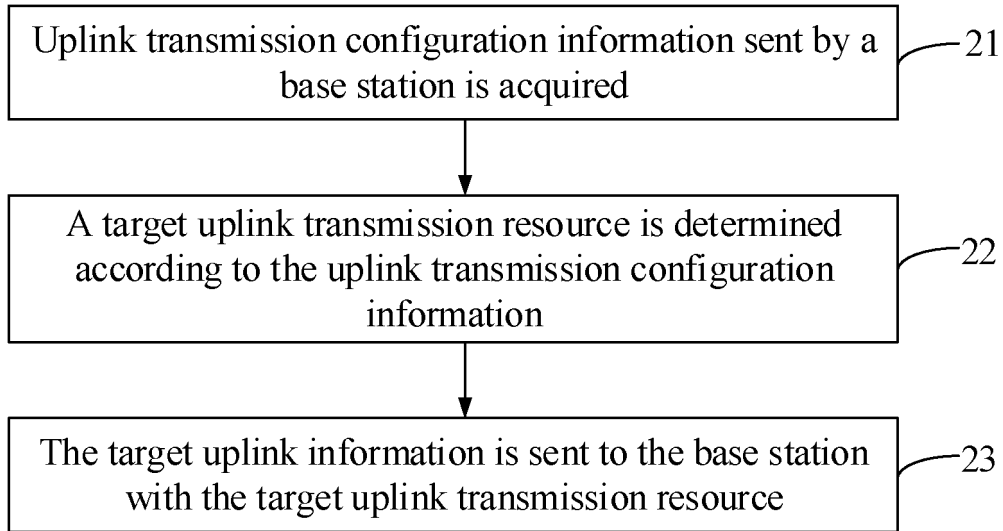 Uplink transmission configuration information sent by a
base station is acquired
21
A target uplink transmission resource is determined
according to the uplink transmission configuration
information
22
The target uplink information is sent to the base station
with the target uplink transmission resource
23